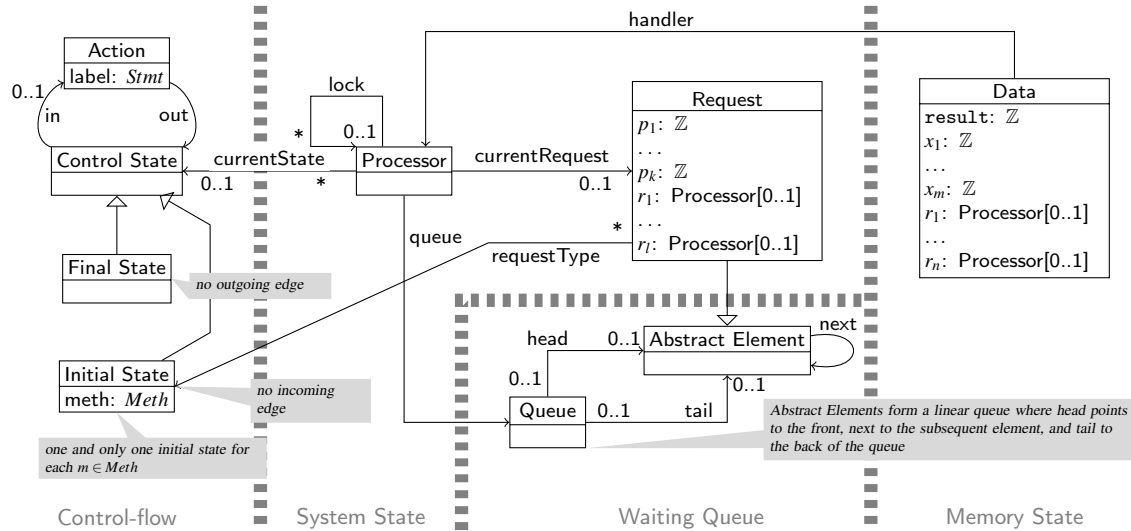 handler
Action
label: Stmt
0..1
in
out
lock
*
0..1
Request
p1: ℤ
...
pk: ℤ
r1: Processor[0..1]
...
rl: Processor[0..1]
Data
result: ℤ
x1: ℤ
...
xm: ℤ
r1: Processor[0..1]
...
rn: Processor[0..1]
Control State
currentState
0..1
*
Processor
currentRequest
0..1
queue
*
requestType
Final State
no outgoing edge
head
0..1
0..1
Abstract Element
next
0..1
Initial State
meth: Meth
no incoming
edge
Queue
0..1
tail
Abstract Elements form a linear queue where head points
to the front, next to the subsequent element, and tail to
the back of the queue
one and only one initial state for
each m ∈ Meth
Control-flow
System State
Waiting Queue
Memory State